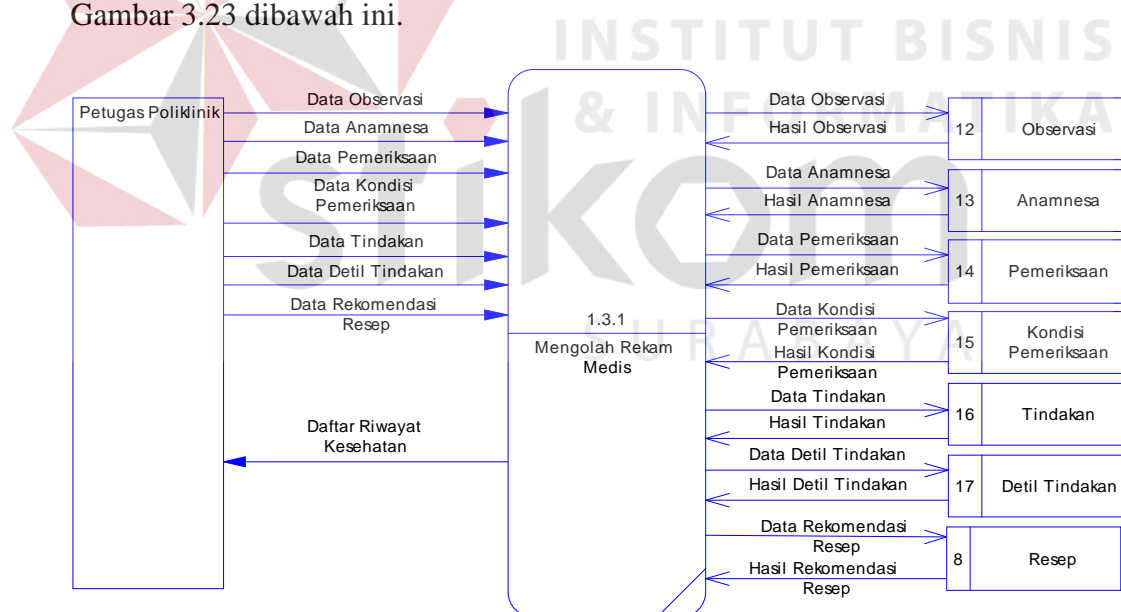 Gambar 3.23 dibawah ini.
INSTITUT BISNIS
& INFORMATIKA
stikom
SURABAYA
Petugas Poliklinik
Data Observasi
Data Anamnesa
Data Pemeriksaan
Data Kondisi
Pemeriksaan
Data Tindakan
Data Detil Tindakan
Data Rekomendasi
Resep
Daftar Riwayat
Kesehatan
1.3.1
Mengolah Rekam
Medis
Data Observasi
Hasil Observasi
Data Anamnesa
Hasil Anamnesa
Data Pemeriksaan
Hasil Pemeriksaan
Data Kondisi
Pemeriksaan
Hasil Kondisi
Pemeriksaan
Data Tindakan
Hasil Tindakan
Data Detil Tindakan
Hasil Detil Tindakan
Data Rekomendasi
Resep
Hasil Rekomendasi
Resep
12 Observasi
13 Anamnesa
14 Pemeriksaan
15 Kondisi
Pemeriksaan
16 Tindakan
17 Detil Tindakan
8 Resep